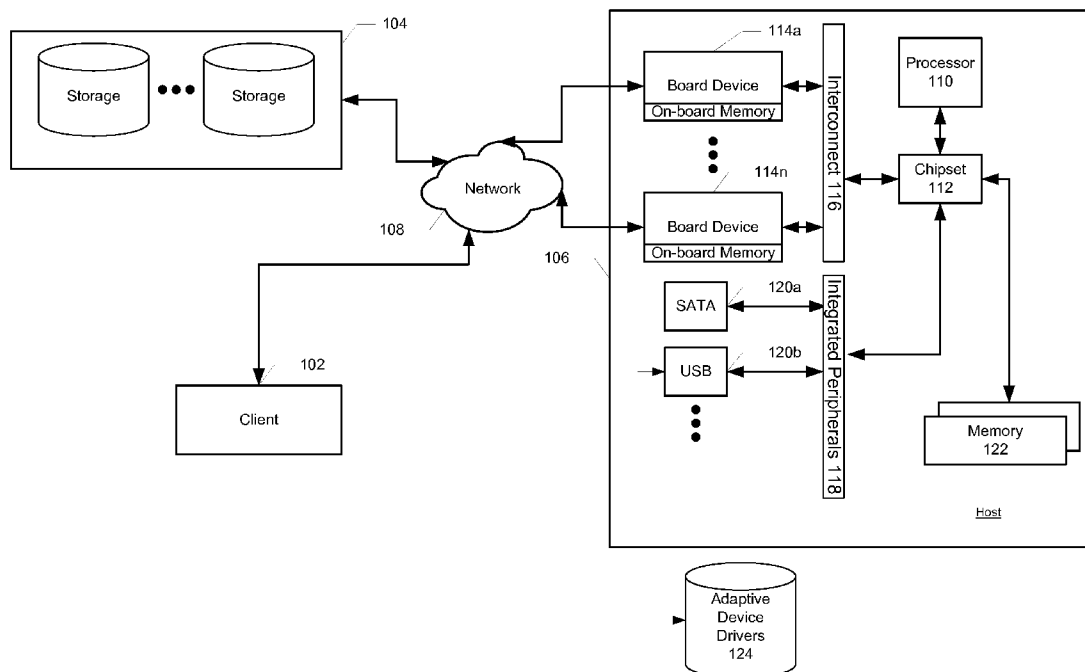 104
Storage
Storage
Network
108
102
Client
106
114a
Board Device
On-board Memory
114n
Board Device
On-board Memory
Interconnect 116
Processor
110
Chipset
112
SATA
120a
USB
120b
Integrated Peripherals 118
Memory
122
Host
Adaptive
Device
Drivers
124